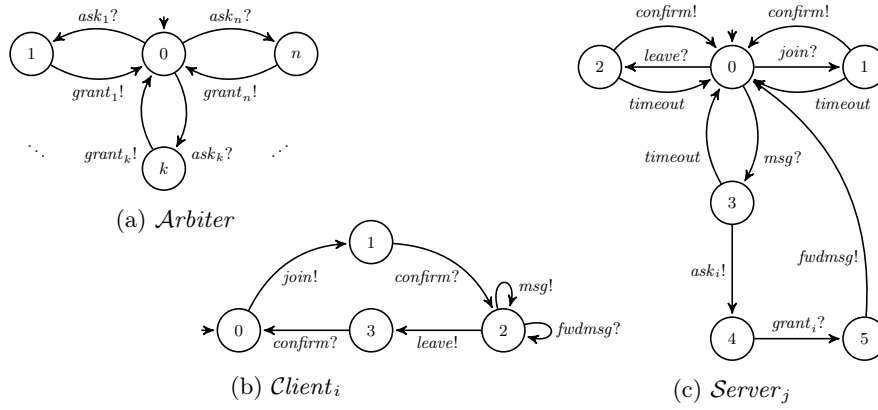 ask₁?
askₙ?
1
0
n
grant₁!
grantₙ!
⋱
grantₖ!
askₖ?
⋰
k
(a) Arbiter
confirm!
confirm!
2
leave?
0
join?
1
timeout
timeout
timeout
msg?
3
askᵢ!
fwdmsg!
4
grantᵢ?
5
(c) Serverⱼ
1
join!
confirm?
msg!
0
3
2
fwdmsg?
confirm?
leave!
(b) Clientᵢ